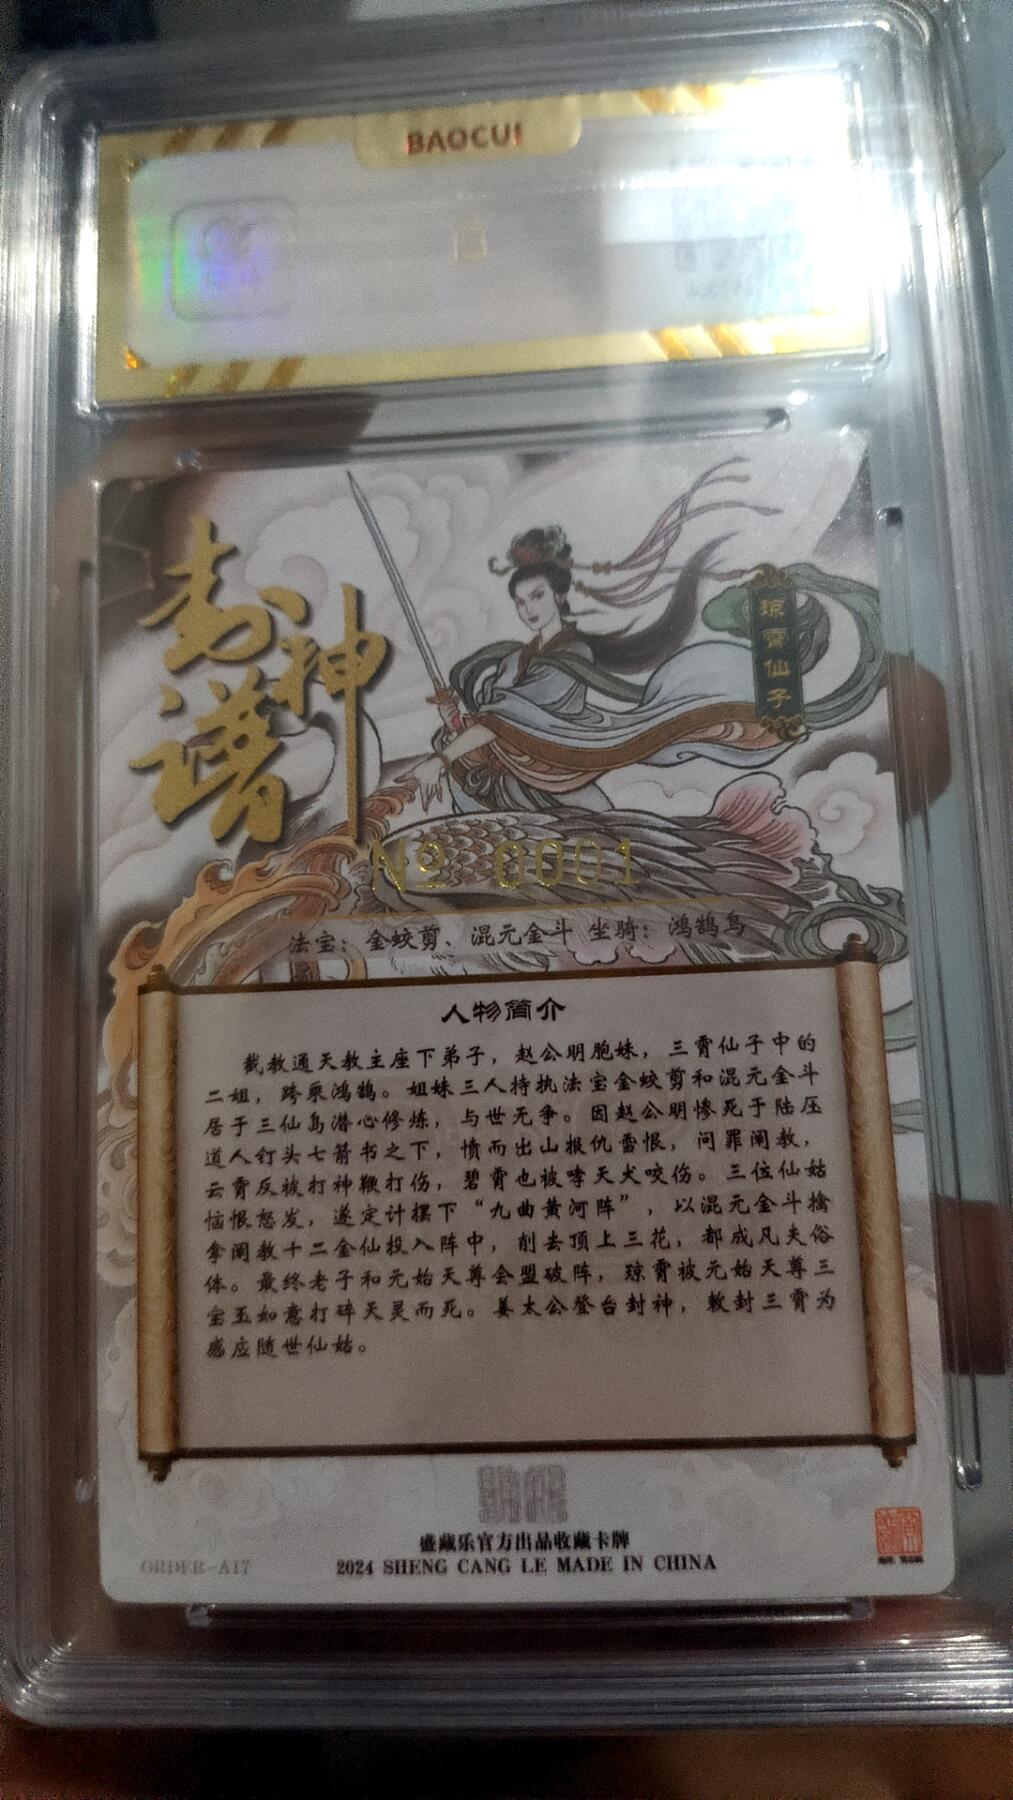 BAOCUI
封神
谱
琼霄仙子
№ 0001
法宝：金蛟剪、混元金斗 坐骑：鸿鹄鸟
人物简介
截教通天教主座下弟子，赵公明胞妹，三霄仙子中的
二姐，跨乘鸿鹄。姐妹三人持执法宝金蛟剪和混元金斗
居于三仙岛潜心修炼，与世无争。因赵公明惨死于陆压
道人钉头七箭书之下，愤而出山报仇雪恨，问罪阐教，
云霄反被打神鞭打伤，碧霄也被哮天犬咬伤。三位仙姑
恼恨怒发，遂定计摆下“九曲黄河阵”，以混元金斗擒
拿阐教十二金仙投入阵中，削去顶上三花，都成凡夫俗
体。最终老子和元始天尊会盟破阵，琼霄被元始天尊三
宝玉如意打碎天灵而死。姜太公登台封神，敕封三霄为
感应随世仙姑。
盛藏乐官方出品收藏卡牌
ORDER-A17
2024 SHENG CANG LE MADE IN CHINA